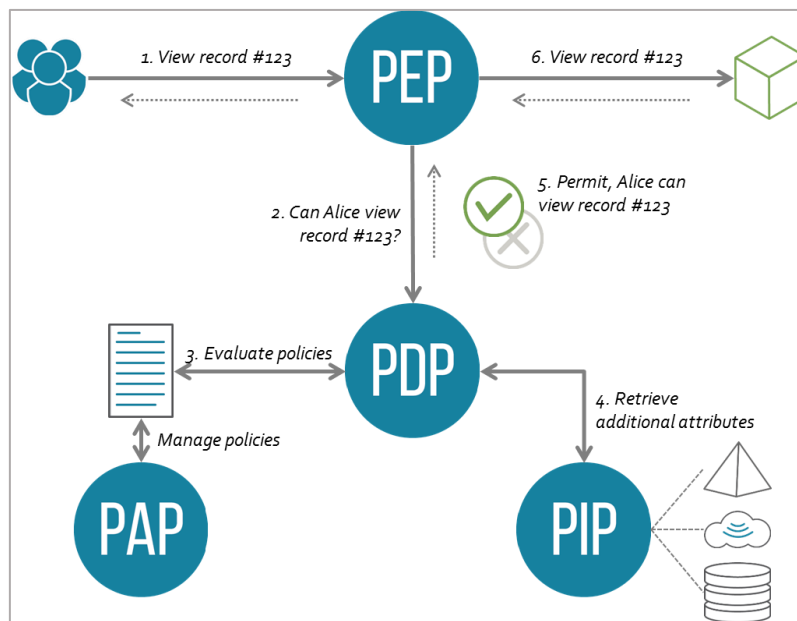 1. View record #123
PEP
6. View record #123
2. Can Alice view
record #123?
5. Permit, Alice can
view record #123
3. Evaluate policies
PDP
4. Retrieve
additional attributes
Manage policies
PAP
PIP